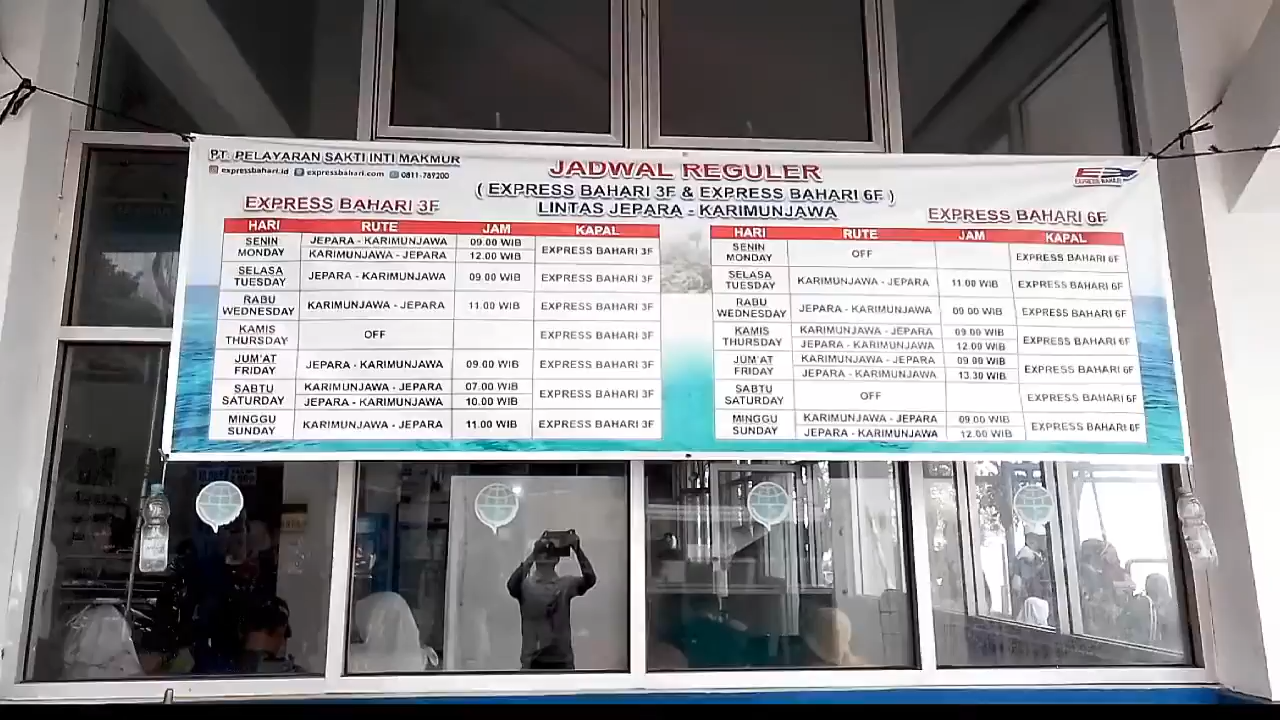 PT. PELAYARAN SAKTI INTI MAKMUR
expressbahari.id expressbahari.com 0811-789200
JADWAL REGULER
( EXPRESS BAHARI 3F & EXPRESS BAHARI 6F )
LINTAS JEPARA - KARIMUNJAWA
EXPRESS BAHARI
EXPRESS BAHARI 3F
HARI RUTE JAM KAPAL
SENIN MONDAY JEPARA - KARIMUNJAWA 09.00 WIB EXPRESS BAHARI 3F
KARIMUNJAWA - JEPARA 12.00 WIB
SELASA TUESDAY JEPARA - KARIMUNJAWA 09.00 WIB EXPRESS BAHARI 3F
RABU WEDNESDAY KARIMUNJAWA - JEPARA 11.00 WIB EXPRESS BAHARI 3F
KAMIS THURSDAY OFF EXPRESS BAHARI 3F
JUM'AT FRIDAY JEPARA - KARIMUNJAWA 09.00 WIB EXPRESS BAHARI 3F
SABTU SATURDAY KARIMUNJAWA - JEPARA 07.00 WIB EXPRESS BAHARI 3F
JEPARA - KARIMUNJAWA 10.00 WIB
MINGGU SUNDAY KARIMUNJAWA - JEPARA 11.00 WIB EXPRESS BAHARI 3F
EXPRESS BAHARI 6F
HARI RUTE JAM KAPAL
SENIN MONDAY OFF EXPRESS BAHARI 6F
SELASA TUESDAY KARIMUNJAWA - JEPARA 11.00 WIB EXPRESS BAHARI 6F
RABU WEDNESDAY JEPARA - KARIMUNJAWA 09.00 WIB EXPRESS BAHARI 6F
KAMIS THURSDAY KARIMUNJAWA - JEPARA 09.00 WIB EXPRESS BAHARI 6F
JEPARA - KARIMUNJAWA 12.00 WIB
JUM'AT FRIDAY KARIMUNJAWA - JEPARA 09.00 WIB EXPRESS BAHARI 6F
JEPARA - KARIMUNJAWA 13.30 WIB
SABTU SATURDAY OFF EXPRESS BAHARI 6F
MINGGU SUNDAY KARIMUNJAWA - JEPARA 09.00 WIB EXPRESS BAHARI 6F
JEPARA - KARIMUNJAWA 12.00 WIB